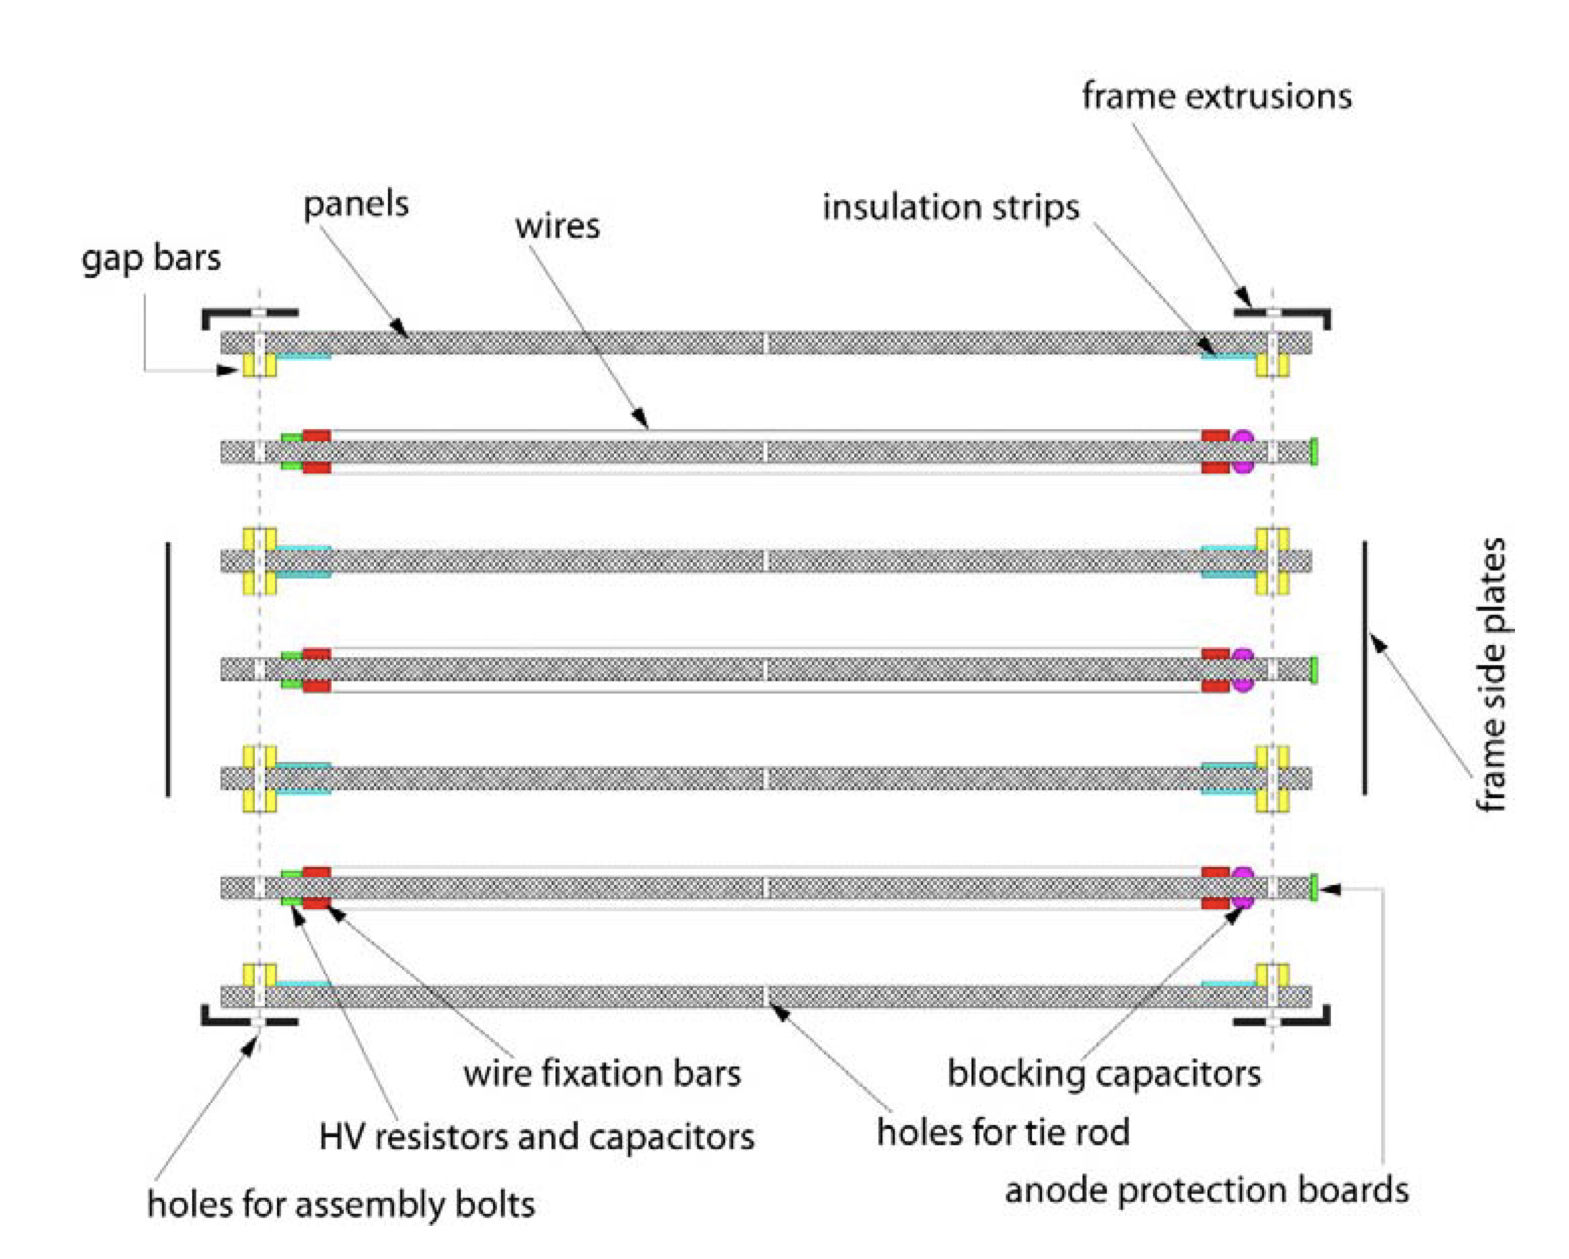 frame extrusions
panels
insulation strips
wires
gap bars
frame side plates
wire fixation bars
blocking capacitors
HV resistors and capacitors
holes for tie rod
anode protection boards
holes for assembly bolts